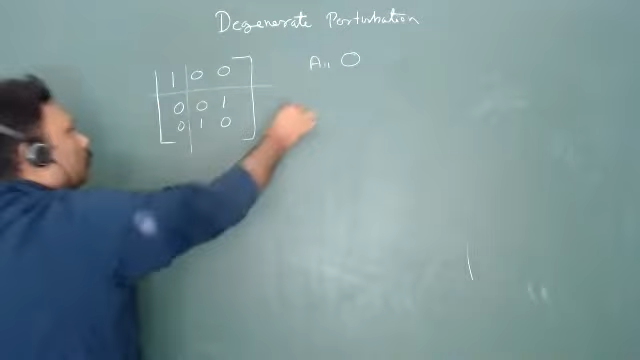 Degenerate Perturbation
1 0 0
0 0 1
0 1 0
A₁₁ 0